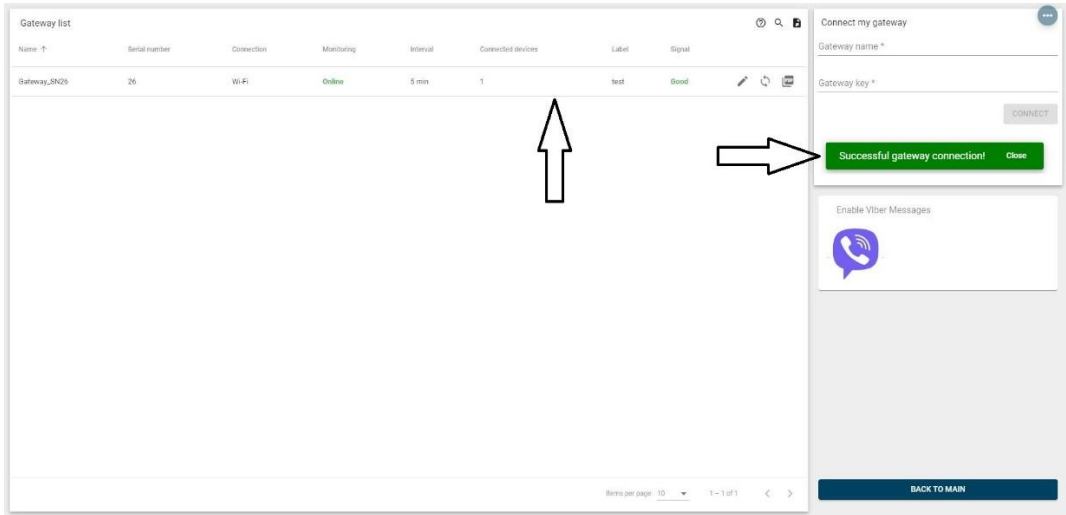 Gateway list
Name ↑ Serial number Connection Monitoring Interval Connected devices Label Signal
Gateway_SN26 26 Wi-Fi Online 5 min 1 test Good
Items per page 10 1 – 1 of 1
Connect my gateway
Gateway name *
Gateway key *
CONNECT
Successful gateway connection! Close
Enable Viber Messages
BACK TO MAIN